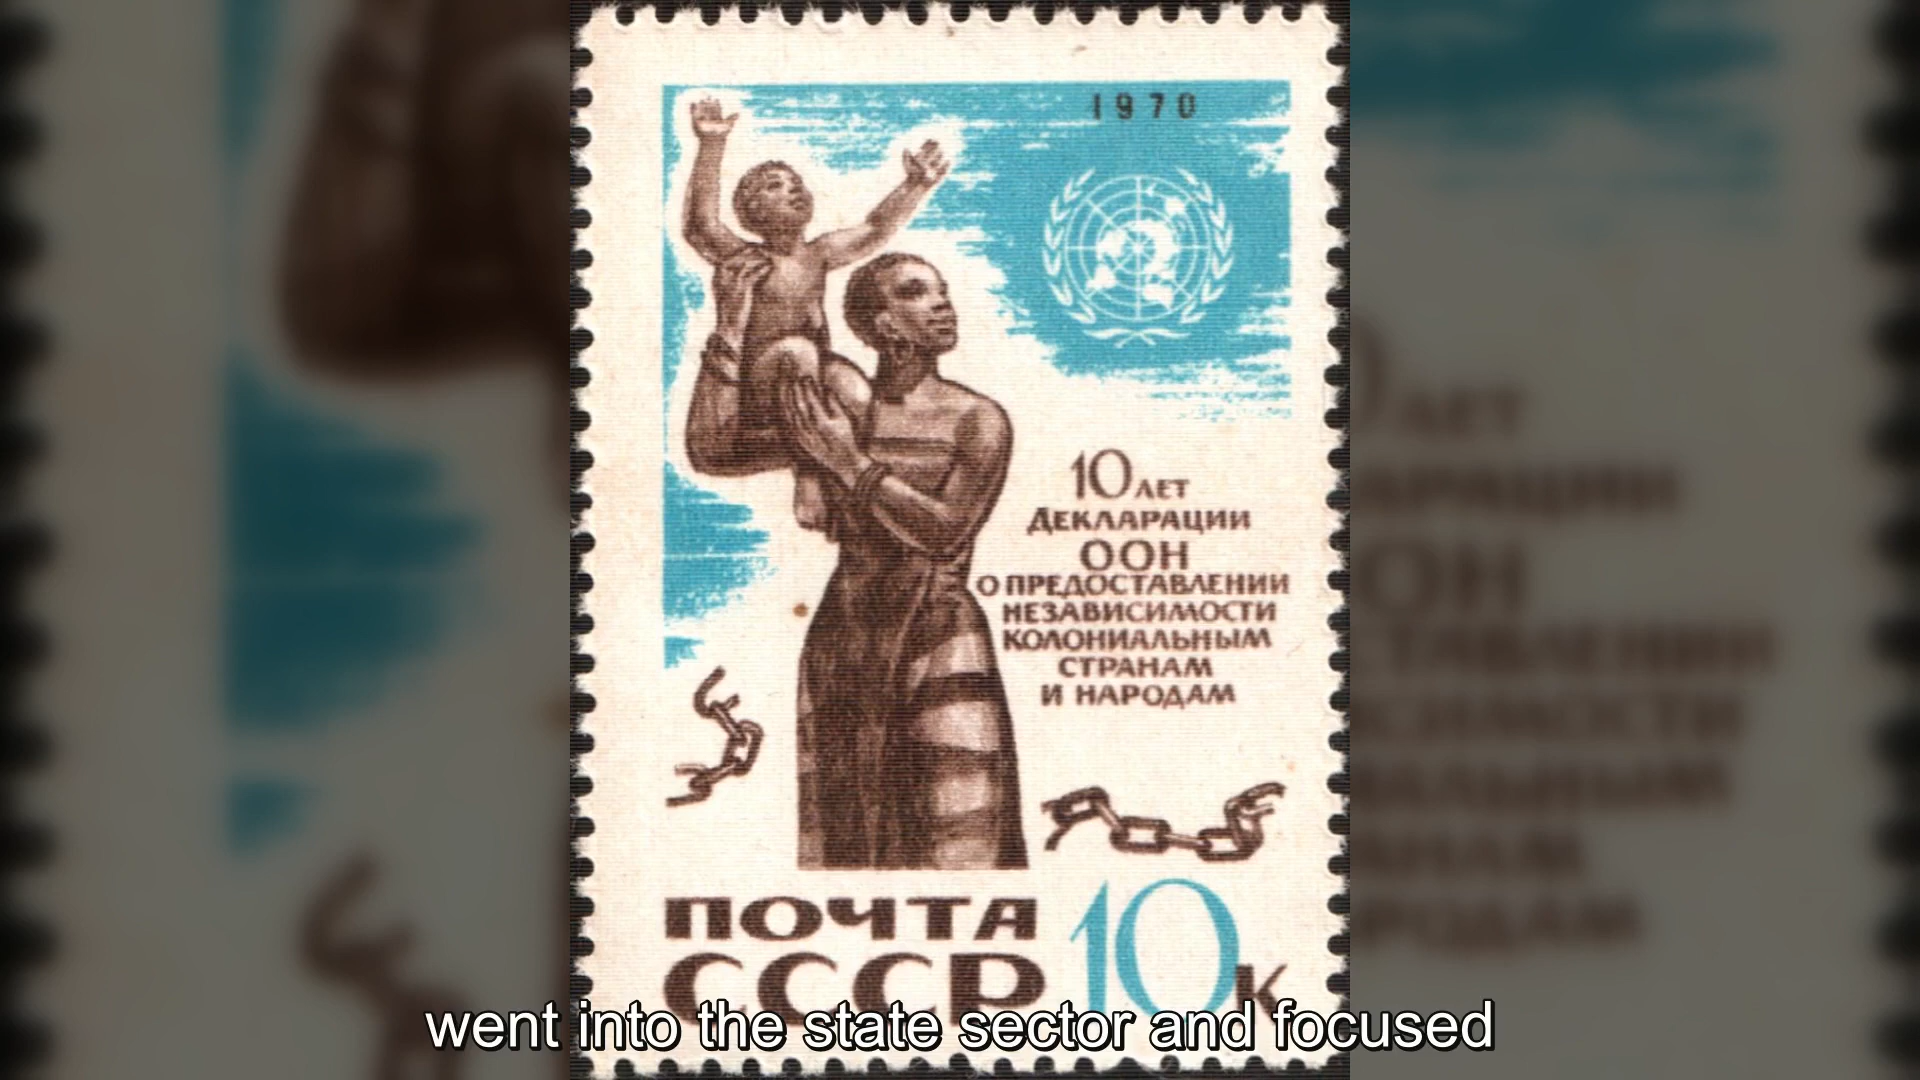 1970
10 ЛЕТ
ДЕКЛАРАЦИИ
ООН
О ПРЕДОСТАВЛЕНИИ
НЕЗАВИСИМОСТИ
КОЛОНИАЛЬНЫМ
СТРАНАМ
И НАРОДАМ
ПОЧТА
СССР 10К
went into the state sector and focused